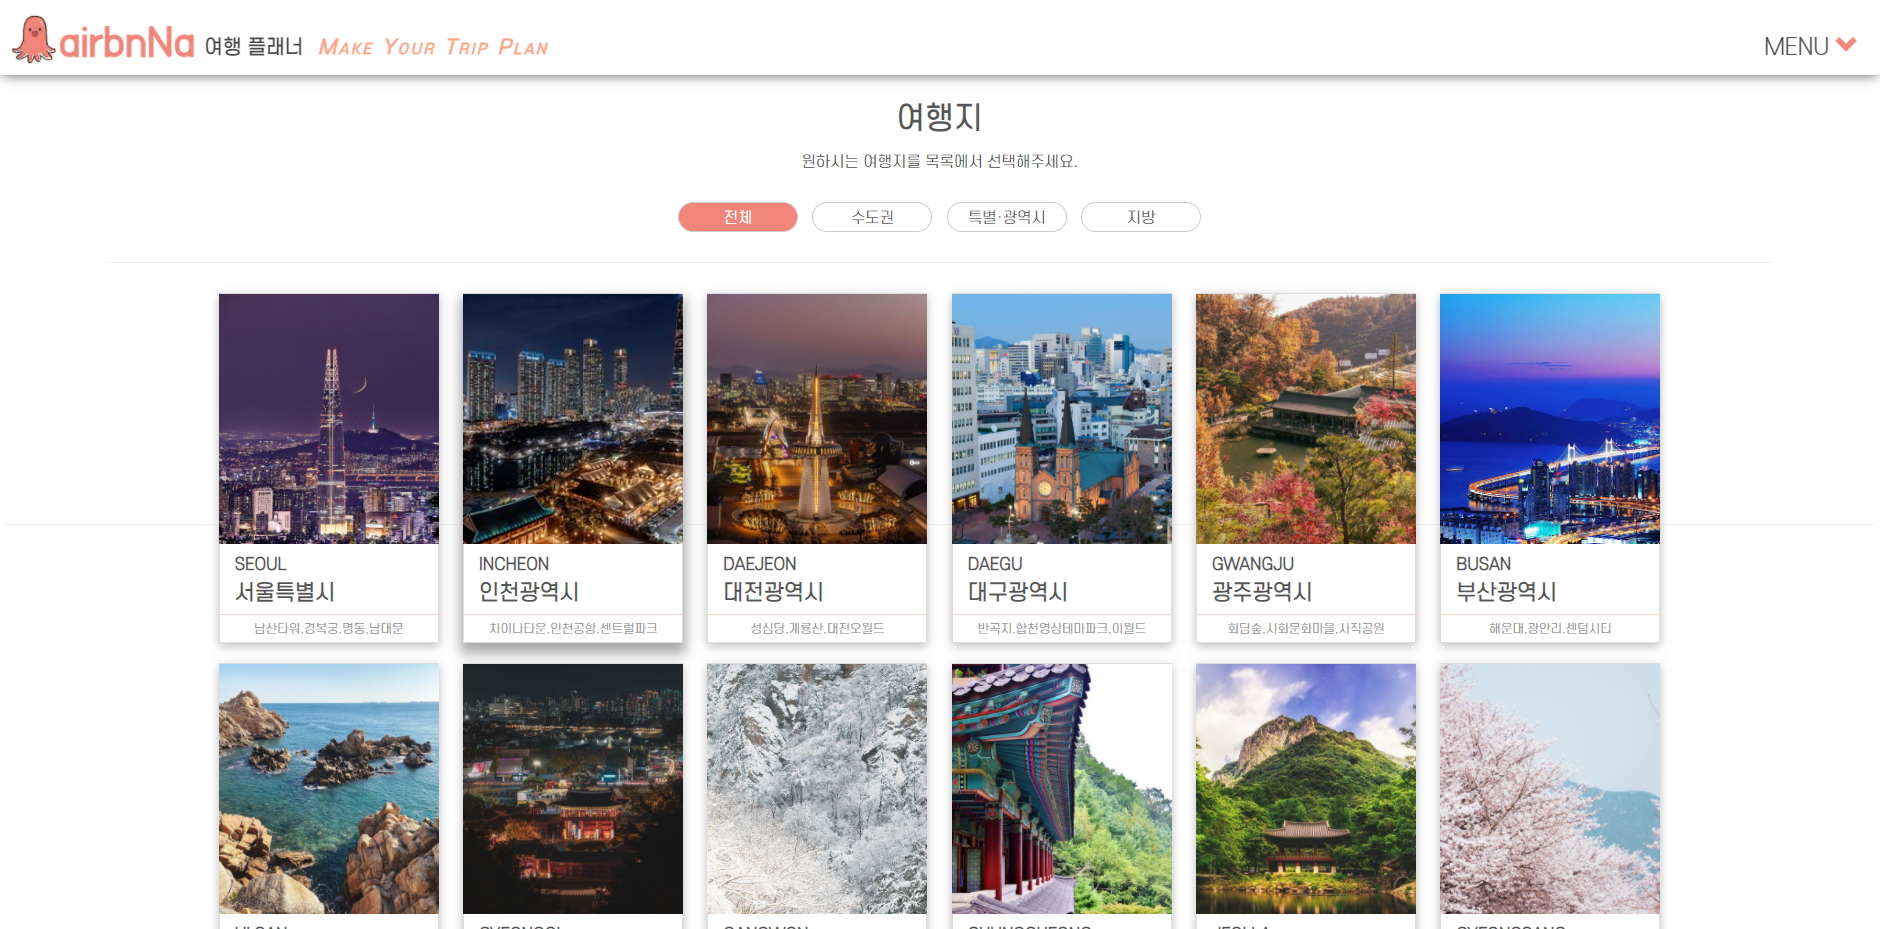 airbnNa 여행 플래너 MAKE YOUR TRIP PLAN
MENU
여행지
원하시는 여행지를 목록에서 선택해주세요.
전체 수도권 특별·광역시 지방
SEOUL
서울특별시
남산타워,경복궁,명동,남대문
INCHEON
인천광역시
차이나타운,인천공항,센트럴파크
DAEJEON
대전광역시
성심당,계룡산,대전오월드
DAEGU
대구광역시
반곡지,합천영상테마파크,이월드
GWANGJU
광주광역시
화담숲,시화문화마을,사직공원
BUSAN
부산광역시
해운대,광안리,센텀시티